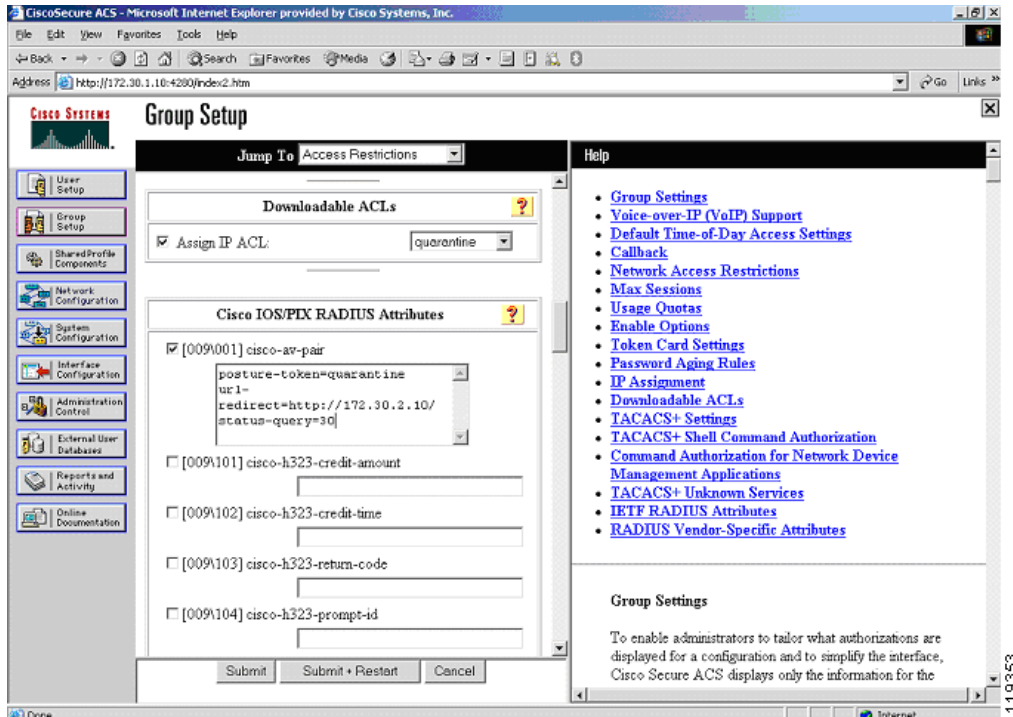 CiscoSecure ACS - Microsoft Internet Explorer provided by Cisco Systems, Inc.
File Edit View Favorites Tools Help
Back Search Favorites Media
Address http://172.30.1.10:4280/index2.htm Go Links »
CISCO SYSTEMS
Group Setup
Jump To Access Restrictions
User Setup
Group Setup
Shared Profile Components
Network Configuration
System Configuration
Interface Configuration
Administration Control
External User Databases
Reports and Activity
Online Documentation
Downloadable ACLs ?
Assign IP ACL: quarantine
Cisco IOS/PIX RADIUS Attributes ?
[009\001] cisco-av-pair
posture-token=quarantine
url-
redirect=http://172.30.2.10/
status-query=30
[009\101] cisco-h323-credit-amount
[009\102] cisco-h323-credit-time
[009\103] cisco-h323-return-code
[009\104] cisco-h323-prompt-id
Submit Submit + Restart Cancel
Help
• Group Settings
• Voice-over-IP (VoIP) Support
• Default Time-of-Day Access Settings
• Callback
• Network Access Restrictions
• Max Sessions
• Usage Quotas
• Enable Options
• Token Card Settings
• Password Aging Rules
• IP Assignment
• Downloadable ACLs
• TACACS+ Settings
• TACACS+ Shell Command Authorization
• Command Authorization for Network Device
Management Applications
• TACACS+ Unknown Services
• IETF RADIUS Attributes
• RADIUS Vendor-Specific Attributes
Group Settings
To enable administrators to tailor what authorizations are
displayed for a configuration and to simplify the interface,
Cisco Secure ACS displays only the information for the
Done Internet
119353